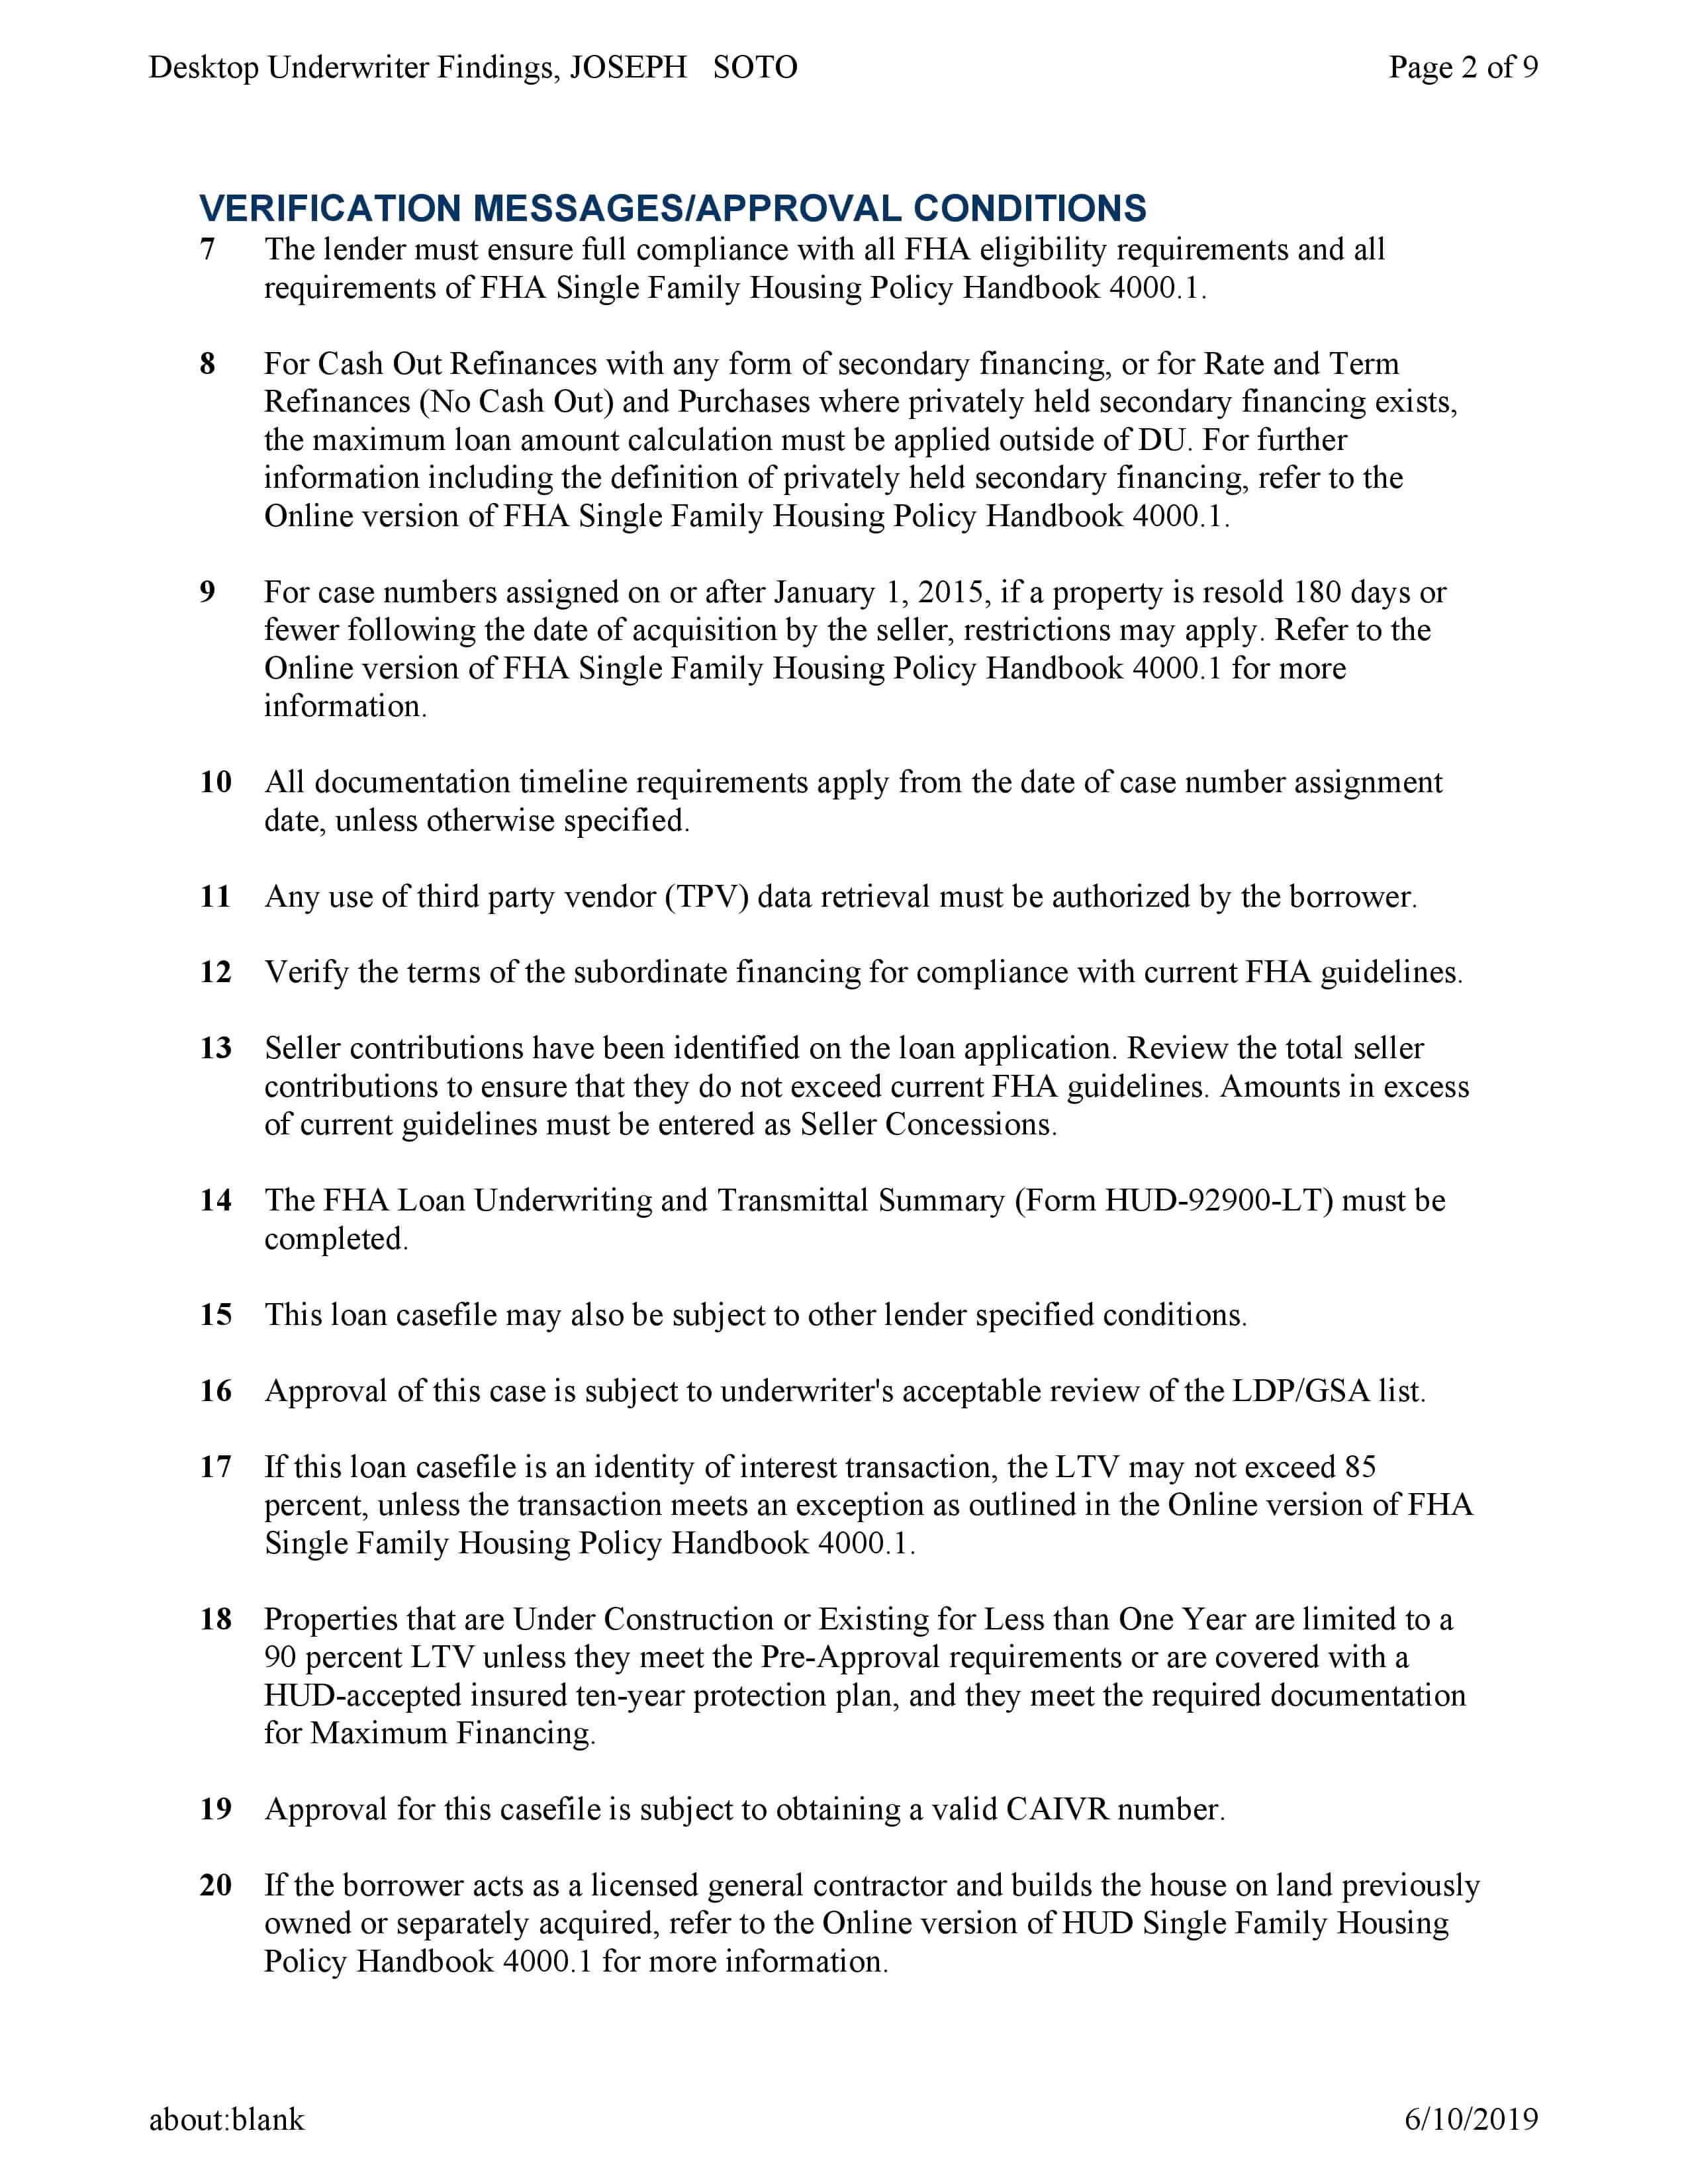 Desktop Underwriter Findings, JOSEPH   SOTO
Page 2 of 9
VERIFICATION MESSAGES/APPROVAL CONDITIONS
7 The lender must ensure full compliance with all FHA eligibility requirements and all
requirements of FHA Single Family Housing Policy Handbook 4000.1.
8 For Cash Out Refinances with any form of secondary financing, or for Rate and Term
Refinances (No Cash Out) and Purchases where privately held secondary financing exists,
the maximum loan amount calculation must be applied outside of DU. For further
information including the definition of privately held secondary financing, refer to the
Online version of FHA Single Family Housing Policy Handbook 4000.1.
9 For case numbers assigned on or after January 1, 2015, if a property is resold 180 days or
fewer following the date of acquisition by the seller, restrictions may apply. Refer to the
Online version of FHA Single Family Housing Policy Handbook 4000.1 for more
information.
10 All documentation timeline requirements apply from the date of case number assignment
date, unless otherwise specified.
11 Any use of third party vendor (TPV) data retrieval must be authorized by the borrower.
12 Verify the terms of the subordinate financing for compliance with current FHA guidelines.
13 Seller contributions have been identified on the loan application. Review the total seller
contributions to ensure that they do not exceed current FHA guidelines. Amounts in excess
of current guidelines must be entered as Seller Concessions.
14 The FHA Loan Underwriting and Transmittal Summary (Form HUD-92900-LT) must be
completed.
15 This loan casefile may also be subject to other lender specified conditions.
16 Approval of this case is subject to underwriter's acceptable review of the LDP/GSA list.
17 If this loan casefile is an identity of interest transaction, the LTV may not exceed 85
percent, unless the transaction meets an exception as outlined in the Online version of FHA
Single Family Housing Policy Handbook 4000.1.
18 Properties that are Under Construction or Existing for Less than One Year are limited to a
90 percent LTV unless they meet the Pre-Approval requirements or are covered with a
HUD-accepted insured ten-year protection plan, and they meet the required documentation
for Maximum Financing.
19 Approval for this casefile is subject to obtaining a valid CAIVR number.
20 If the borrower acts as a licensed general contractor and builds the house on land previously
owned or separately acquired, refer to the Online version of HUD Single Family Housing
Policy Handbook 4000.1 for more information.
about:blank
6/10/2019